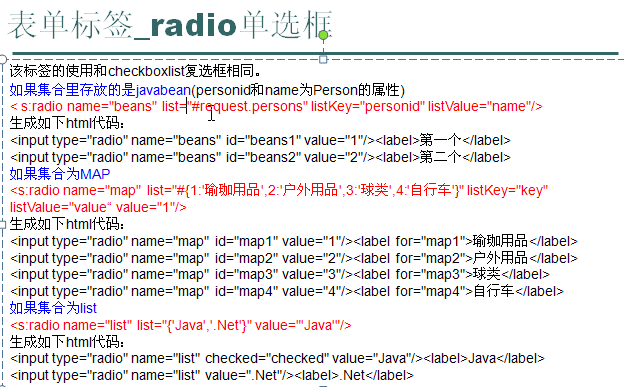 表单标签_radio单选框
该标签的使用和checkboxlist复选框相同。
如果集合里存放的是javabean(personid和name为Person的属性)
< s:radio name="beans" list="#request.persons" listKey="personid" listValue="name"/>
生成如下html代码：
<input type="radio" name="beans" id="beans1" value="1"/><label>第一个</label>
<input type="radio" name="beans" id="beans2" value="2"/><label>第二个</label>
如果集合为MAP
<s:radio name="map" list="#{1:'瑜珈用品',2:'户外用品',3:'球类',4:'自行车'}" listKey="key"
listValue="value“ value="1"/>
生成如下html代码：
<input type="radio" name="map" id="map1" value="1"/><label for="map1">瑜珈用品</label>
<input type="radio" name="map" id="map2" value="2"/><label for="map2">户外用品</label>
<input type="radio" name="map" id="map3" value="3"/><label for="map3">球类</label>
<input type="radio" name="map" id="map4" value="4"/><label for="map4">自行车</label>
如果集合为list
<s:radio name="list" list="{'Java','.Net'}" value="'Java'"/>
生成如下html代码：
<input type="radio" name="list" checked="checked" value="Java"/><label>Java</label>
<input type="radio" name="list" value=".Net"/><label>.Net</label>